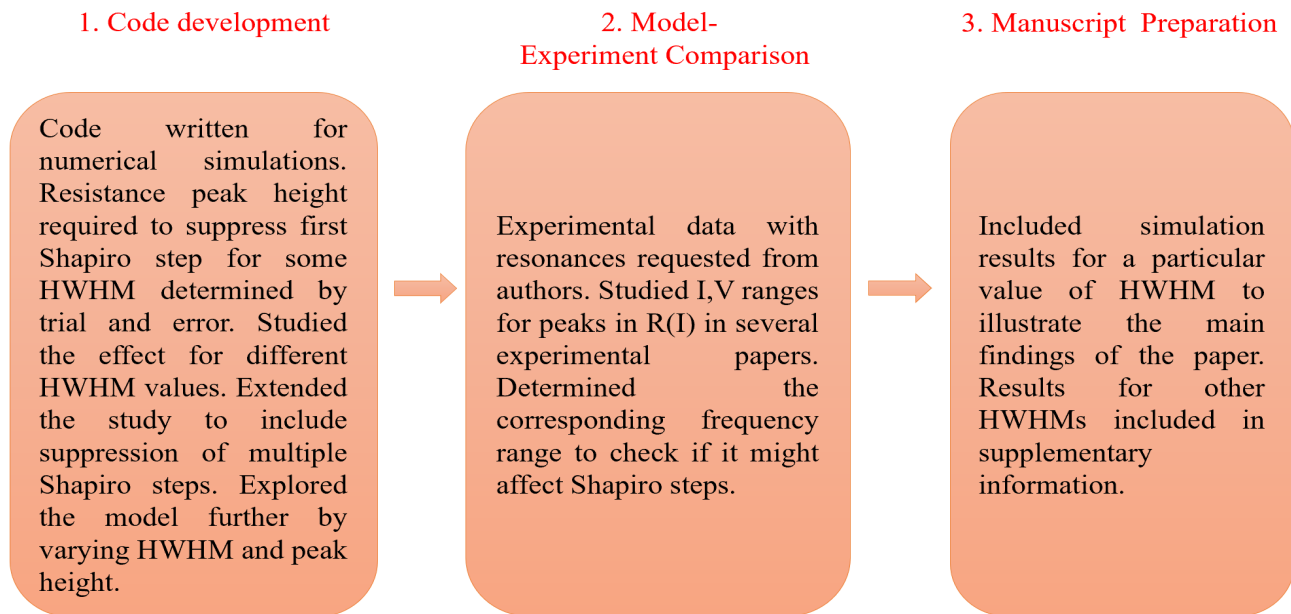 1. Code development
Code written for
numerical simulations.
Resistance peak height
required to suppress first
Shapiro step for some
HWHM determined by
trial and error. Studied
the effect for different
HWHM values. Extended
the study to include
suppression of multiple
Shapiro steps. Explored
the model further by
varying HWHM and peak
height.
2. Model-
Experiment Comparison
Experimental data with
resonances requested from
authors. Studied I,V ranges
for peaks in R(I) in several
experimental papers.
Determined the
corresponding frequency
range to check if it might
affect Shapiro steps.
3. Manuscript Preparation
Included simulation
results for a particular
value of HWHM to
illustrate the main
findings of the paper.
Results for other
HWHMs included in
supplementary
information.